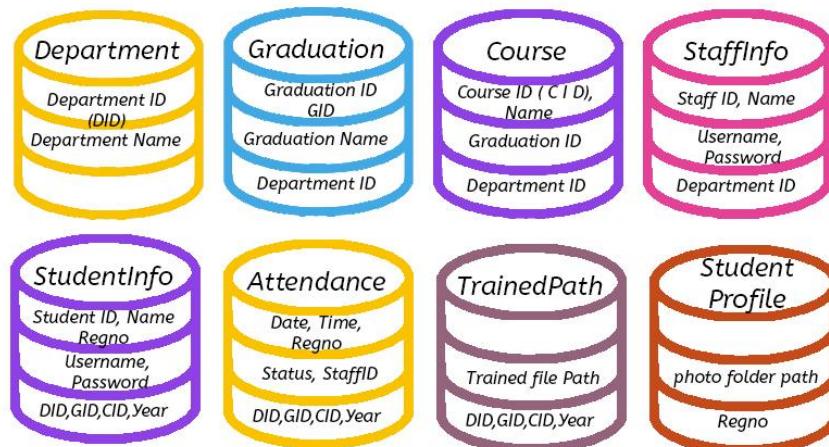 Department
Department ID
(DID)
Department Name
Graduation
Graduation ID
GID
Graduation Name
Department ID
Course
Course ID ( C I D),
Name
Graduation ID
Department ID
StaffInfo
Staff ID, Name
Username,
Password
Department ID
StudentInfo
Student ID, Name
Regno
Username,
Password
DID,GID,CID,Year
Attendance
Date, Time,
Regno
Status, StaffID
DID,GID,CID,Year
TrainedPath
Trained file Path
DID,GID,CID,Year
Student
Profile
photo folder path
Regno